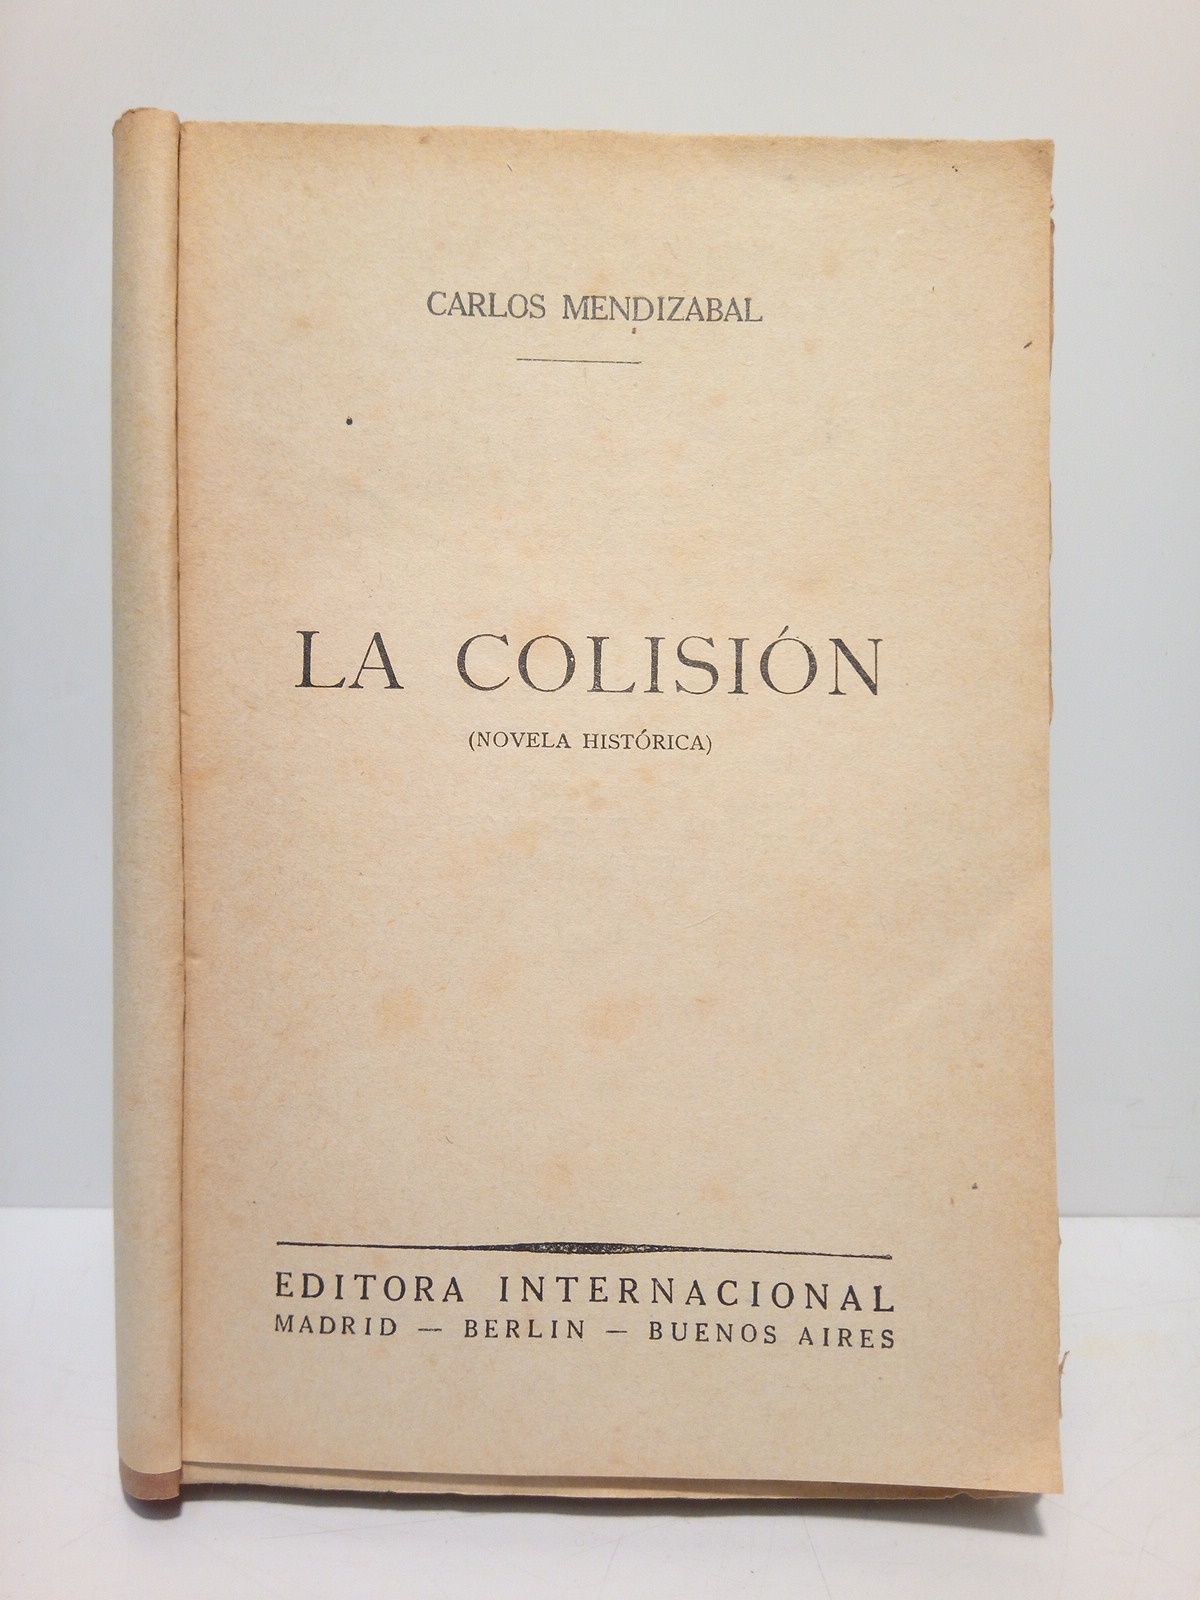 CARLOS MENDIZABAL
LA COLISIÓN
(NOVELA HISTÓRICA)
EDITORA INTERNACIONAL
MADRID — BERLIN — BUENOS AIRES